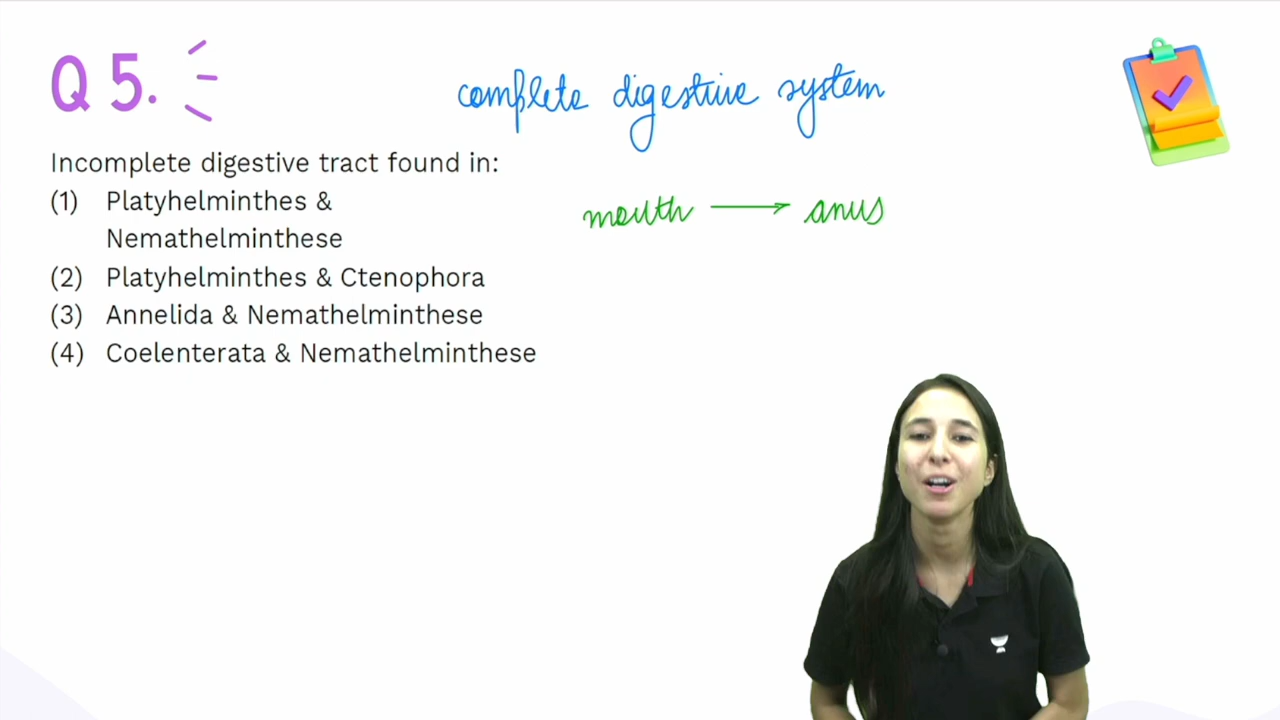 Q 5.
complete digestive system
Incomplete digestive tract found in:
(1) Platyhelminthes &
Nemathelminthese
mouth → anus
(2) Platyhelminthes & Ctenophora
(3) Annelida & Nemathelminthese
(4) Coelenterata & Nemathelminthese